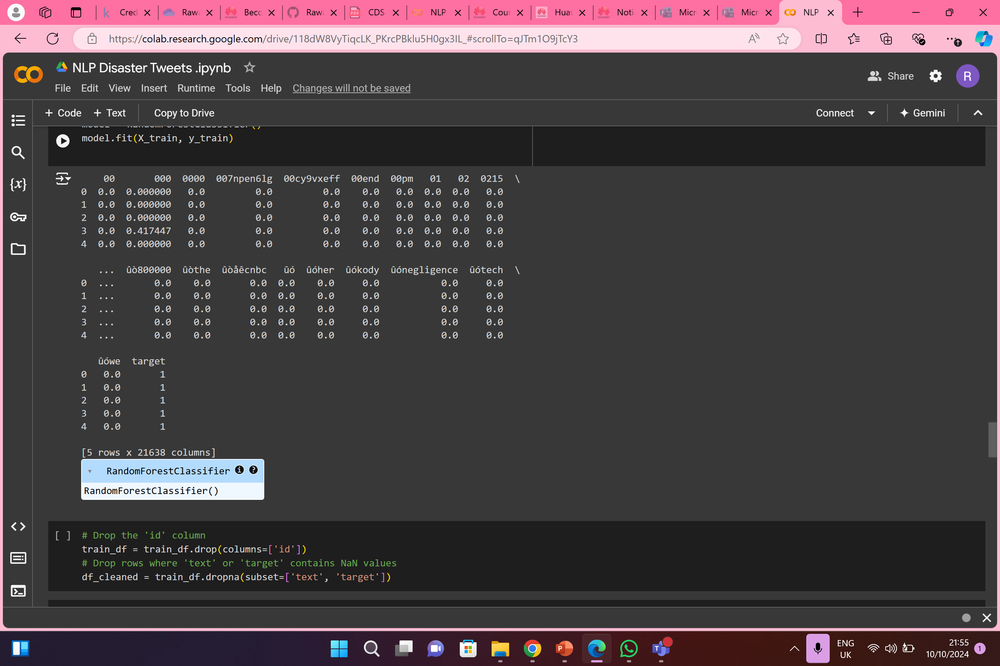 Cred
Rawa
Beco
Rawa
CDS-
NLP
Cour
Huav
Noti
Micr
Micr
NLP
https://colab.research.google.com/drive/118dW8VyTiqcLK_PKrcPBklu5H0gx3IL_#scrollTo=qJTm1O9jTcY3
NLP Disaster Tweets .ipynb
Share
R
File Edit View Insert Runtime Tools Help Changes will not be saved
+ Code + Text Copy to Drive Connect Gemini
model.fit(X_train, y_train)
00 000 0000 007npen6lg 00cy9vxeff 00end 00pm 01 02 0215 \
0 0.0 0.000000 0.0 0.0 0.0 0.0 0.0 0.0 0.0 0.0
1 0.0 0.000000 0.0 0.0 0.0 0.0 0.0 0.0 0.0 0.0
2 0.0 0.000000 0.0 0.0 0.0 0.0 0.0 0.0 0.0 0.0
3 0.0 0.417447 0.0 0.0 0.0 0.0 0.0 0.0 0.0 0.0
4 0.0 0.000000 0.0 0.0 0.0 0.0 0.0 0.0 0.0 0.0
... ûò800000 ûòthe ûòåêcnbc ûó ûóher ûókody ûónegligence ûótech \
0 ... 0.0 0.0 0.0 0.0 0.0 0.0 0.0 0.0
1 ... 0.0 0.0 0.0 0.0 0.0 0.0 0.0 0.0
2 ... 0.0 0.0 0.0 0.0 0.0 0.0 0.0 0.0
3 ... 0.0 0.0 0.0 0.0 0.0 0.0 0.0 0.0
4 ... 0.0 0.0 0.0 0.0 0.0 0.0 0.0 0.0
ûówe target
0 0.0 1
1 0.0 1
2 0.0 1
3 0.0 1
4 0.0 1
[5 rows x 21638 columns]
RandomForestClassifier
RandomForestClassifier()
[ ] # Drop the 'id' column
train_df = train_df.drop(columns=['id'])
# Drop rows where 'text' or 'target' contains NaN values
df_cleaned = train_df.dropna(subset=['text', 'target'])
ENG
UK
21:55
10/10/2024
1